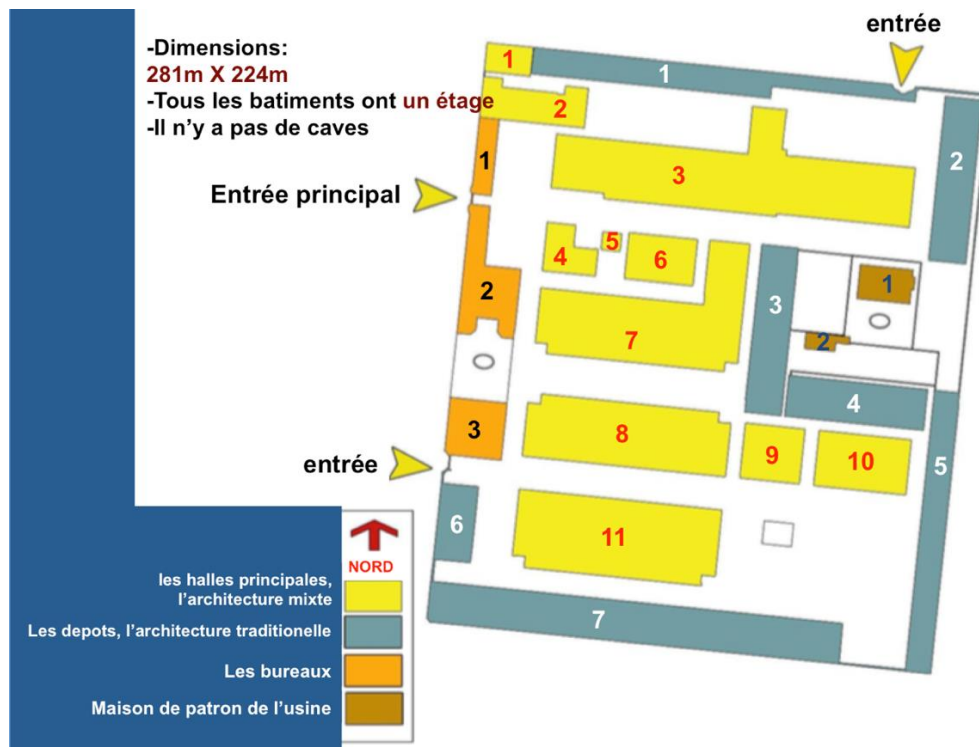 entrée
-Dimensions:
281m X 224m
-Tous les batiments ont un étage
-Il n'y a pas de caves
1
1
2
1
2
3
Entrée principal
5
4
6
1
2
3
7
2
4
3
8
9
10
5
entrée
6
11
7
NORD
les halles principales,
l'architecture mixte
Les depots, l'architecture traditionelle
Les bureaux
Maison de patron de l'usine